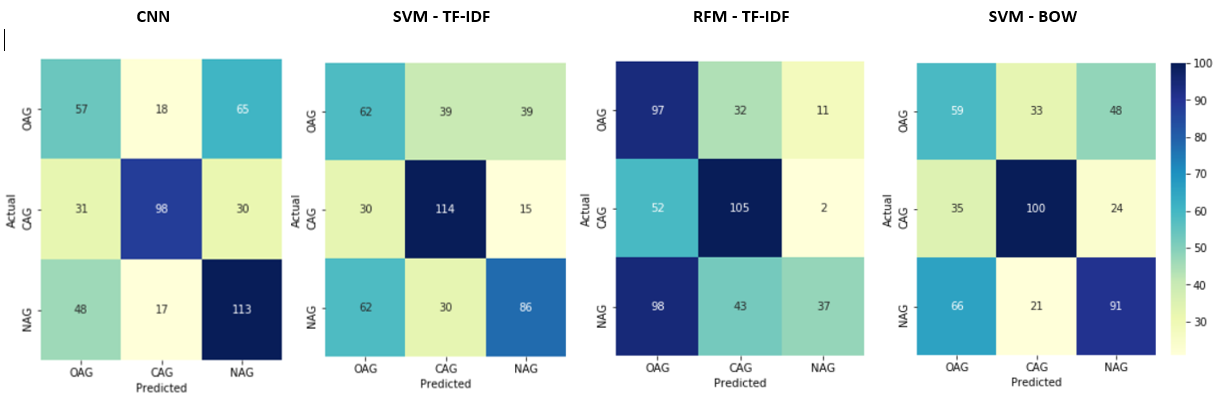 CNN
SVM - TF-IDF
RFM - TF-IDF
SVM - BOW
OAG
CAG
NAG
Actual
57 18 65
31 98 30
48 17 113
OAG CAG NAG
Predicted
OAG
CAG
NAG
Actual
62 39 39
30 114 15
62 30 86
OAG CAG NAG
Predicted
OAG
CAG
NAG
Actual
97 32 11
52 105 2
98 43 37
OAG CAG NAG
Predicted
OAG
CAG
NAG
Actual
59 33 48
35 100 24
66 21 91
OAG CAG NAG
Predicted
100
90
80
70
60
50
40
30